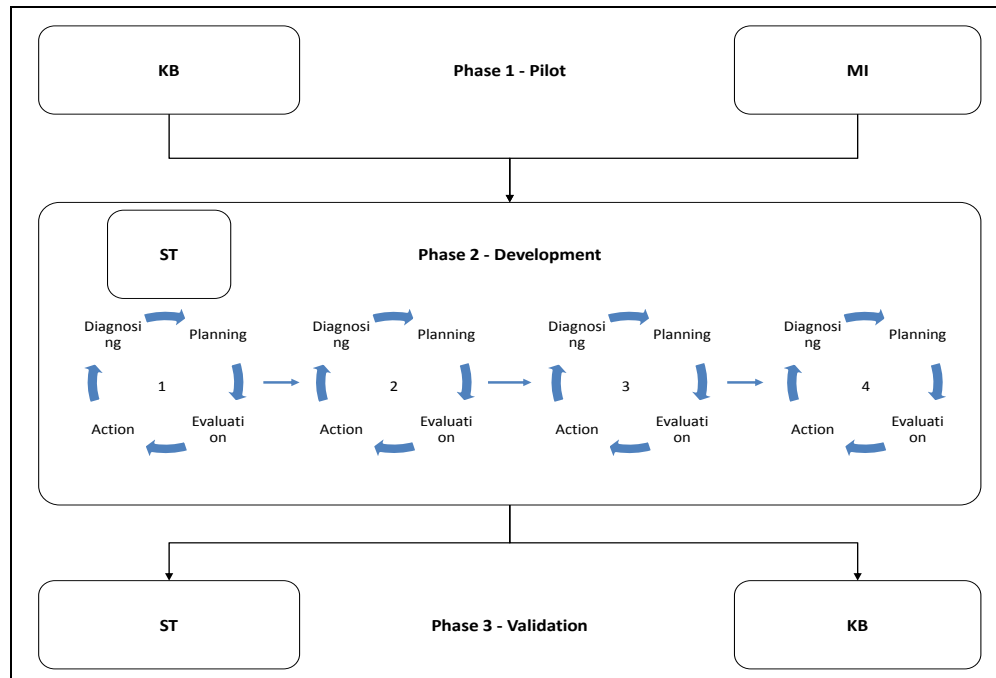 KB
Phase 1 - Pilot
MI
ST
Phase 2 - Development
Diagnosi
ng
Planning
1
Action
Evaluati
on
Diagnosi
ng
Planning
2
Action
Evaluati
on
Diagnosi
ng
Planning
3
Action
Evaluati
on
Diagnosi
ng
Planning
4
Action
Evaluati
on
ST
Phase 3 - Validation
KB